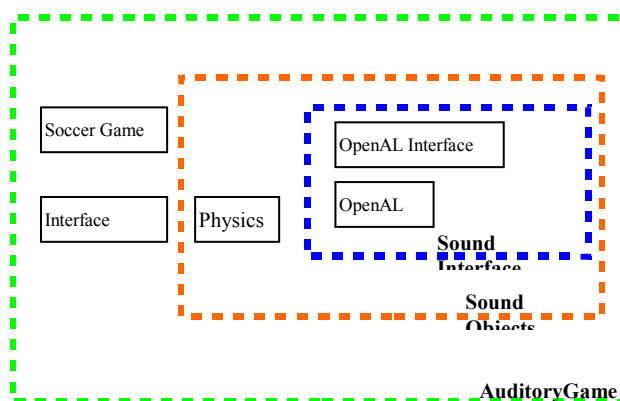 Soccer Game
OpenAL Interface
Interface
Physics
OpenAL
Sound
Interface
Sound
Objects
AuditoryGame